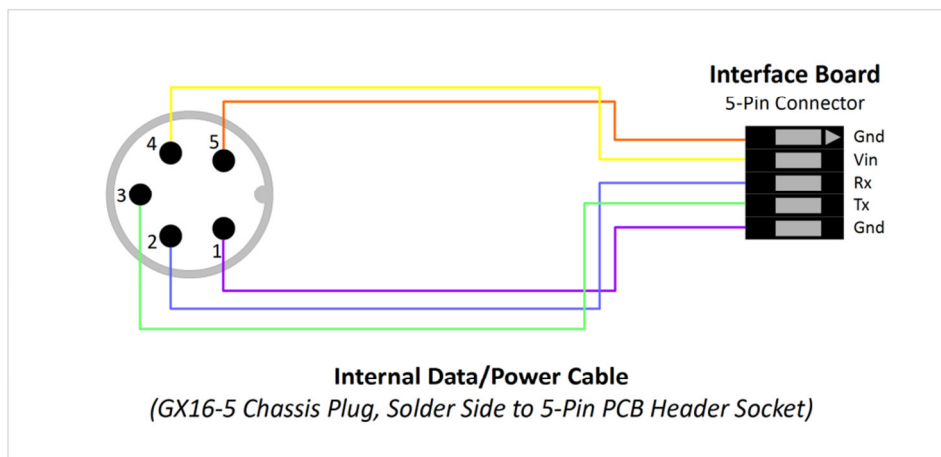 Interface Board
5-Pin Connector
4
5
3
2
1
Gnd
Vin
Rx
Tx
Gnd
Internal Data/Power Cable
(GX16-5 Chassis Plug, Solder Side to 5-Pin PCB Header Socket)